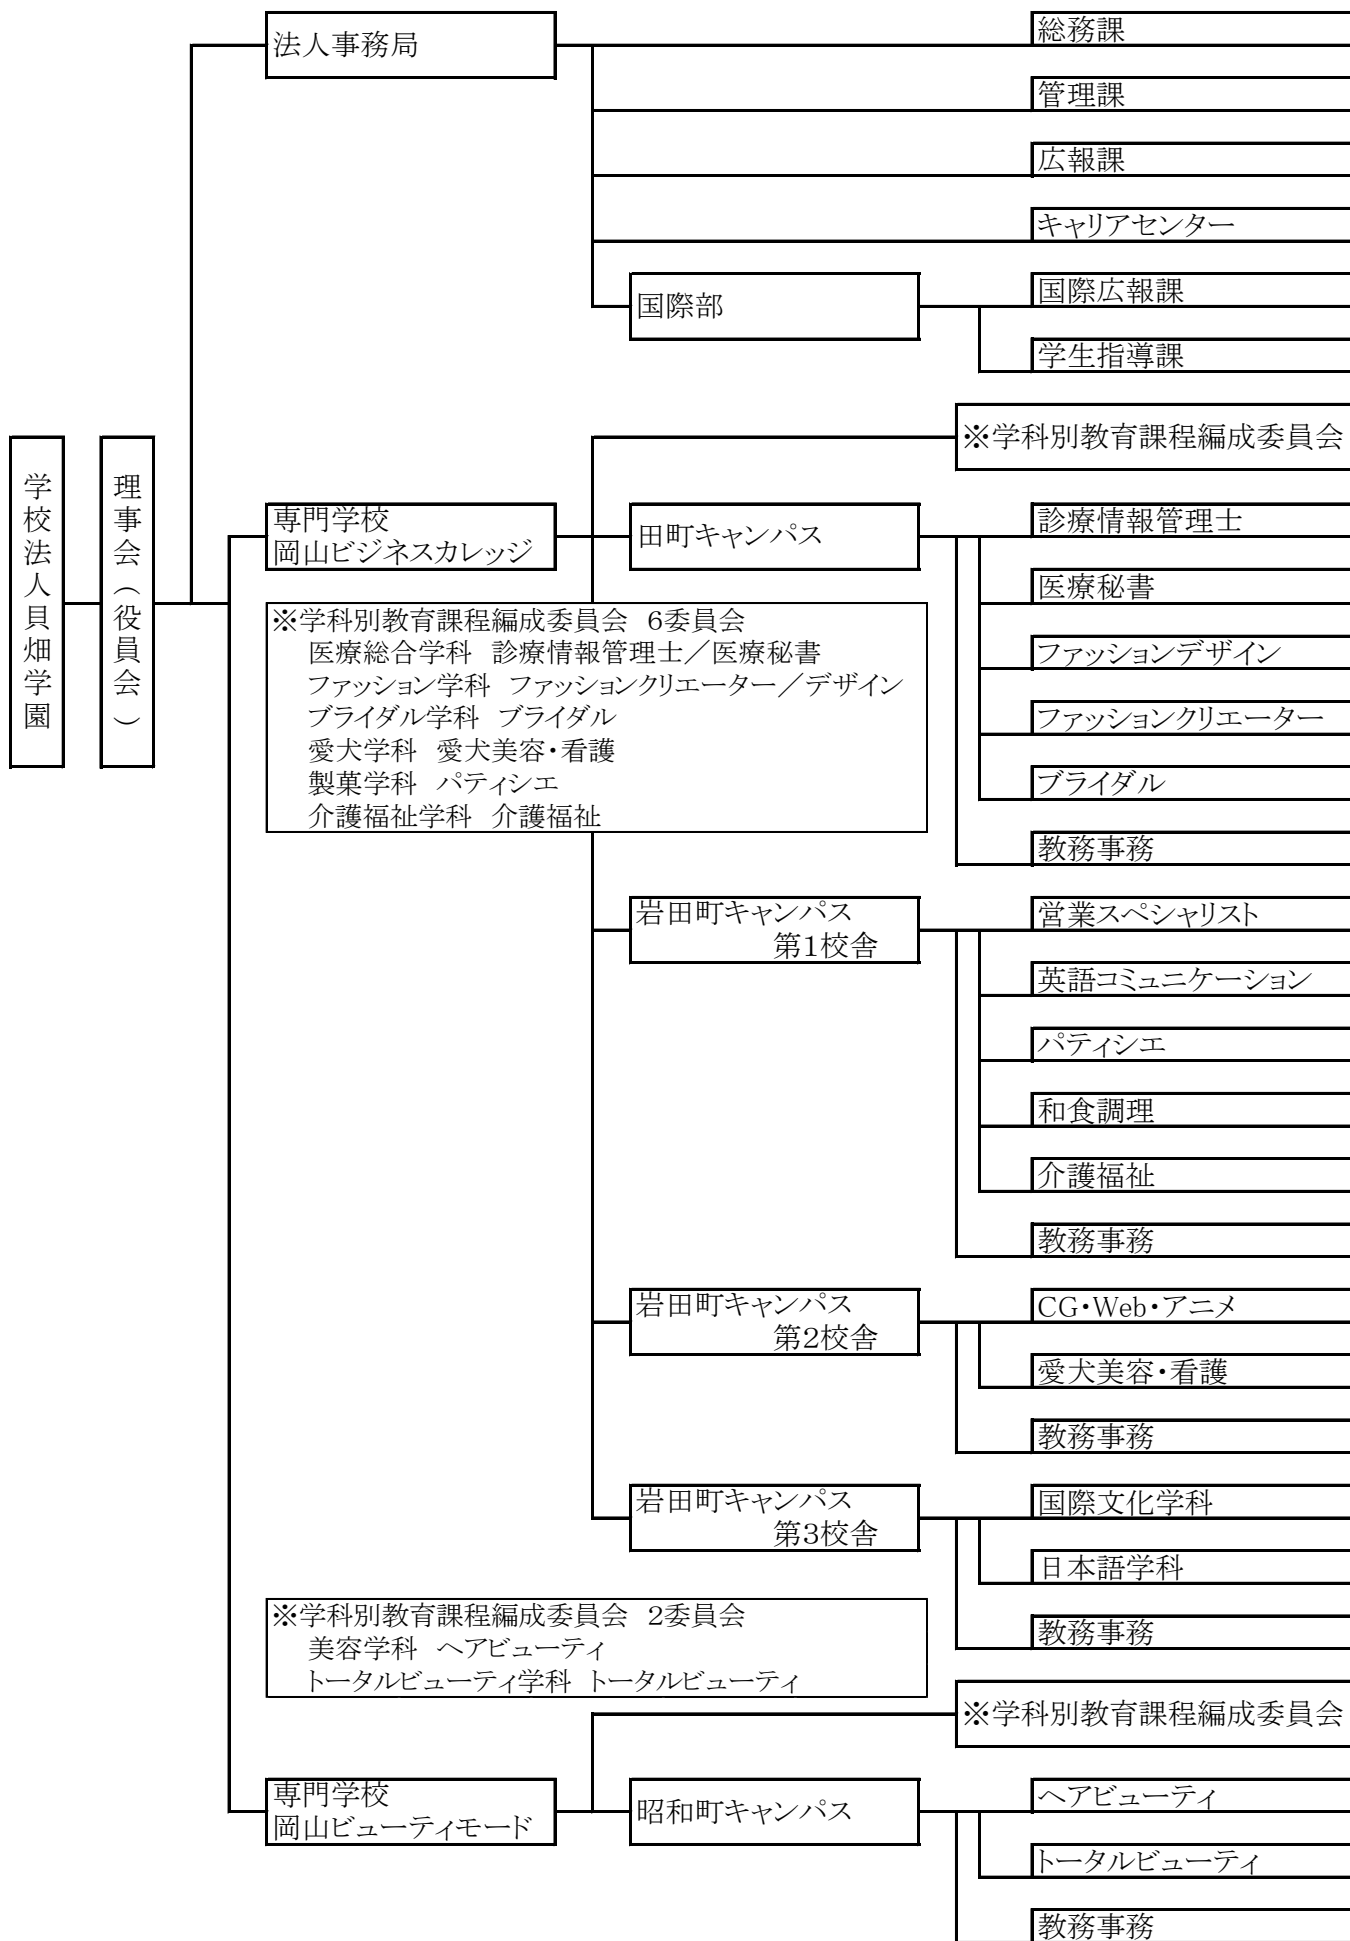 学校法人貝畑学園
理事会（役員会）
法人事務局
総務課
管理課
広報課
キャリアセンター
国際部
国際広報課
学生指導課
※学科別教育課程編成委員会
専門学校
岡山ビジネスカレッジ
田町キャンパス
診療情報管理士
医療秘書
ファッションデザイン
ファッションクリエーター
ブライダル
教務事務
※学科別教育課程編成委員会 6委員会
医療総合学科 診療情報管理士／医療秘書
ファッション学科 ファッションクリエーター／デザイン
ブライダル学科 ブライダル
愛犬学科 愛犬美容・看護
製菓学科 パティシエ
介護福祉学科 介護福祉
岩田町キャンパス
第1校舎
営業スペシャリスト
英語コミュニケーション
パティシエ
和食調理
介護福祉
教務事務
岩田町キャンパス
第2校舎
CG・Web・アニメ
愛犬美容・看護
教務事務
岩田町キャンパス
第3校舎
国際文化学科
日本語学科
教務事務
※学科別教育課程編成委員会 2委員会
美容学科 ヘアビューティ
トータルビューティ学科 トータルビューティ
※学科別教育課程編成委員会
専門学校
岡山ビューティモード
昭和町キャンパス
ヘアビューティ
トータルビューティ
教務事務